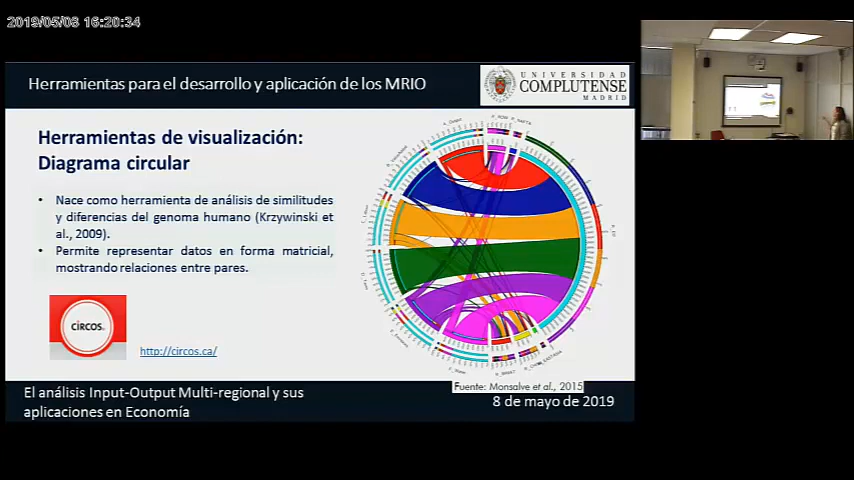 2019/05/08 16:20:34
Herramientas para el desarrollo y aplicación de los MRIO
UNIVERSIDAD
COMPLUTENSE
MADRID
Herramientas de visualización:
Diagrama circular
• Nace como herramienta de análisis de similitudes
y diferencias del genoma humano (Krzywinski et
al., 2009).
• Permite representar datos en forma matricial,
mostrando relaciones entre pares.
CIRCOS.
http://circos.ca/
Fuente: Monsalve et al., 2015
El análisis Input-Output Multi-regional y sus
aplicaciones en Economía
8 de mayo de 2019